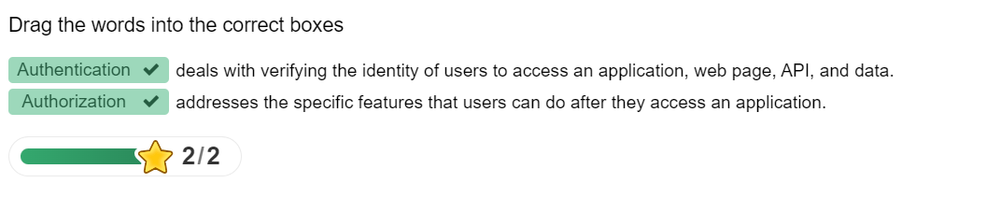 Drag the words into the correct boxes
Authentication ✔ deals with verifying the identity of users to access an application, web page, API, and data.
Authorization ✔ addresses the specific features that users can do after they access an application.
2/2